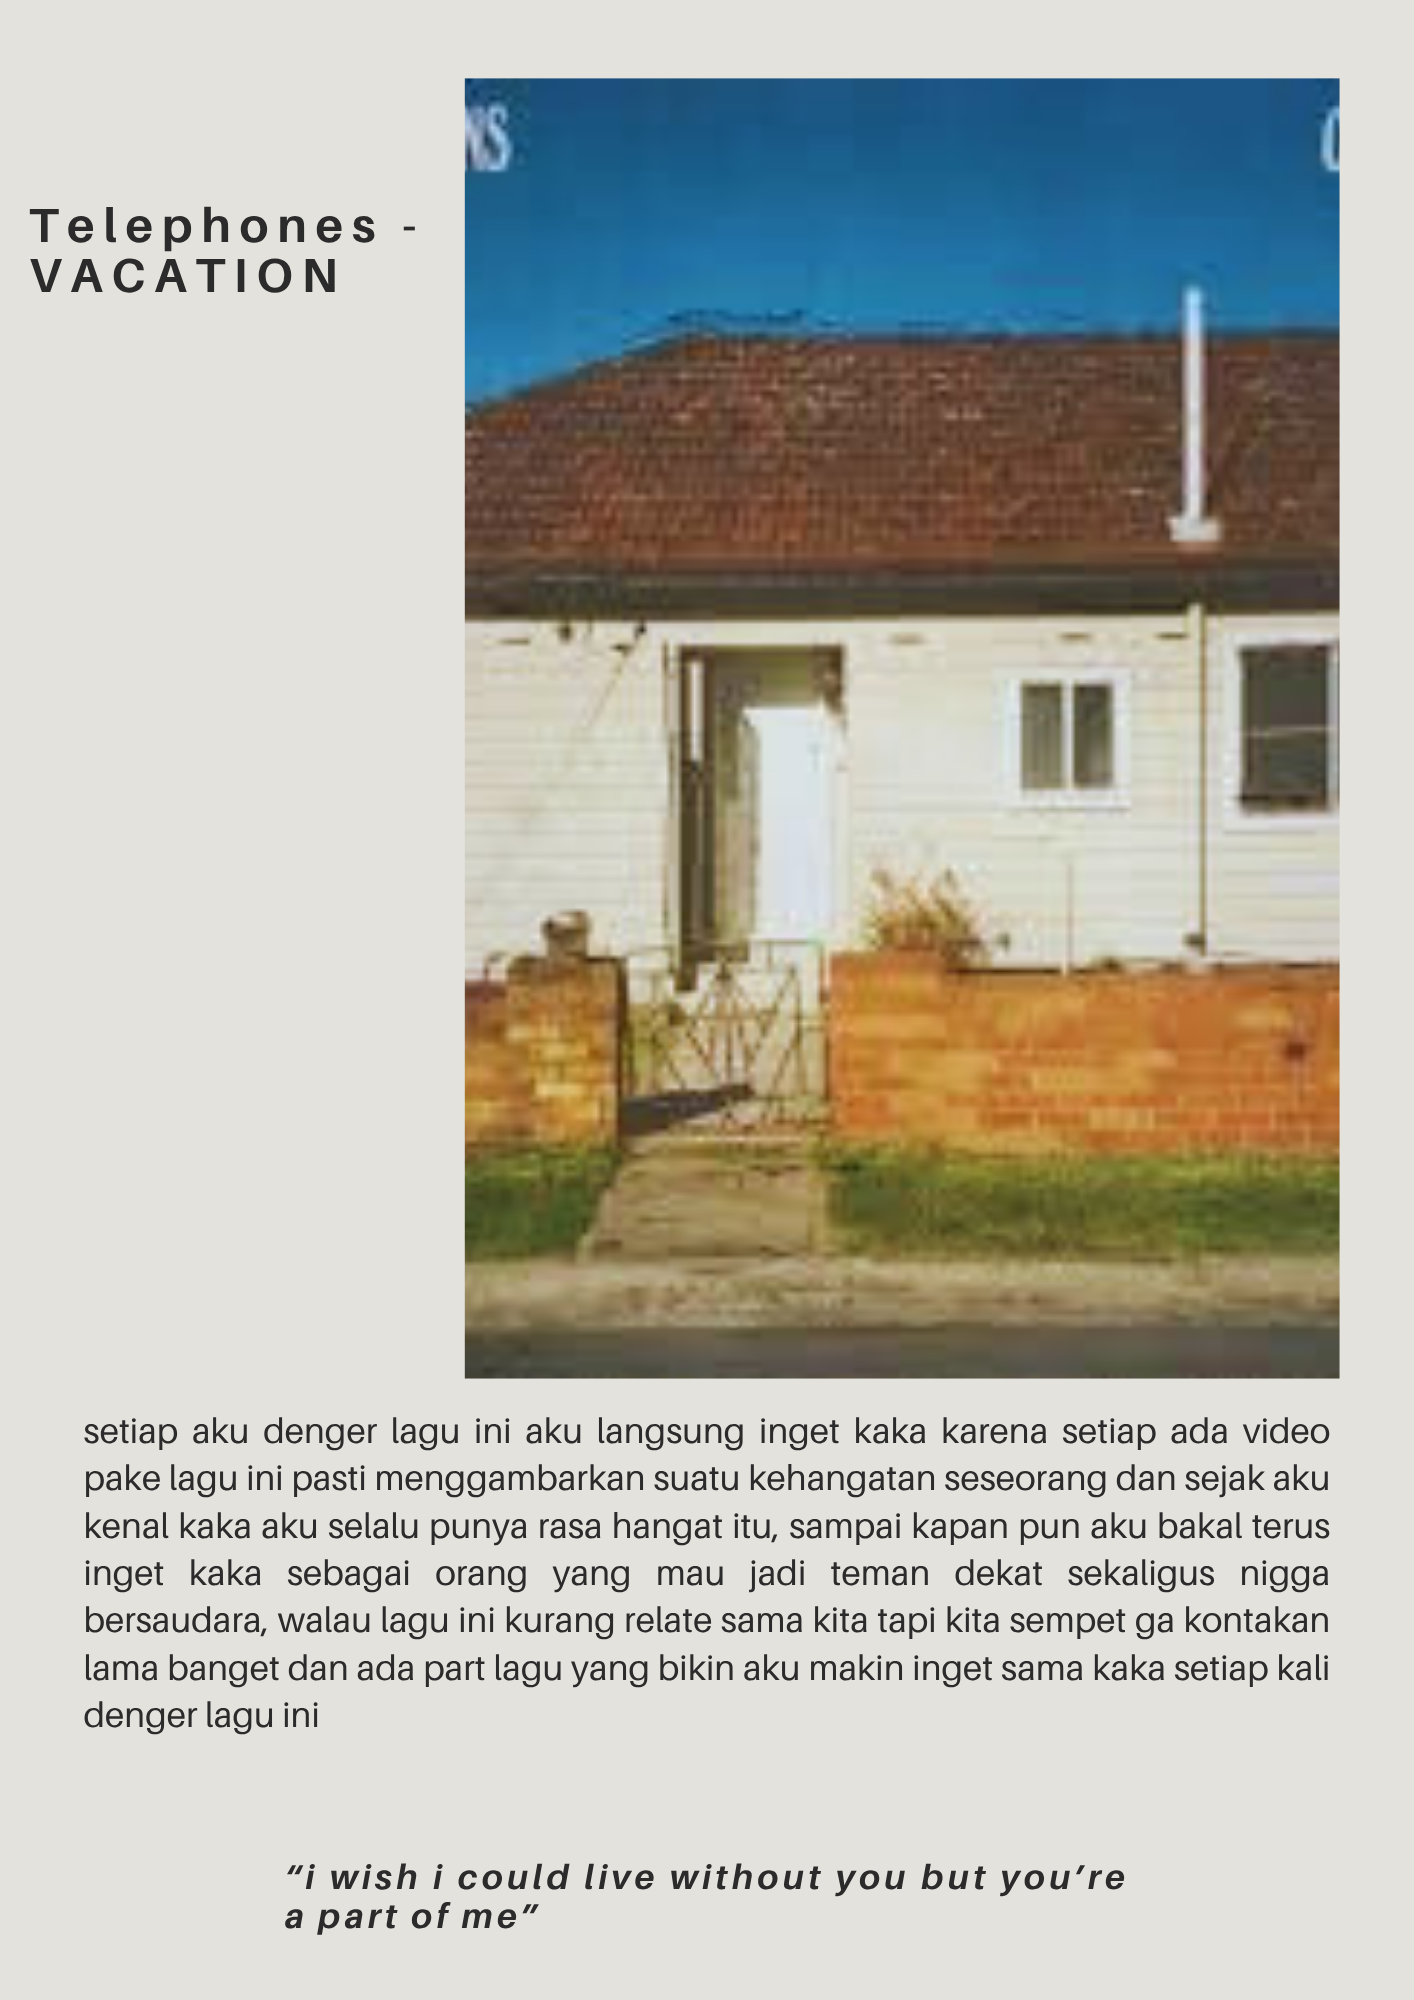 NS
Telephones -
VACATION
setiap aku denger lagu ini aku langsung inget kaka karena setiap ada video
pake lagu ini pasti menggambarkan suatu kehangatan seseorang dan sejak aku
kenal kaka aku selalu punya rasa hangat itu, sampai kapan pun aku bakal terus
inget kaka sebagai orang yang mau jadi teman dekat sekaligus nigga
bersaudara, walau lagu ini kurang relate sama kita tapi kita sempet ga kontakan
lama banget dan ada part lagu yang bikin aku makin inget sama kaka setiap kali
denger lagu ini
“i wish i could live without you but you’re
a part of me”